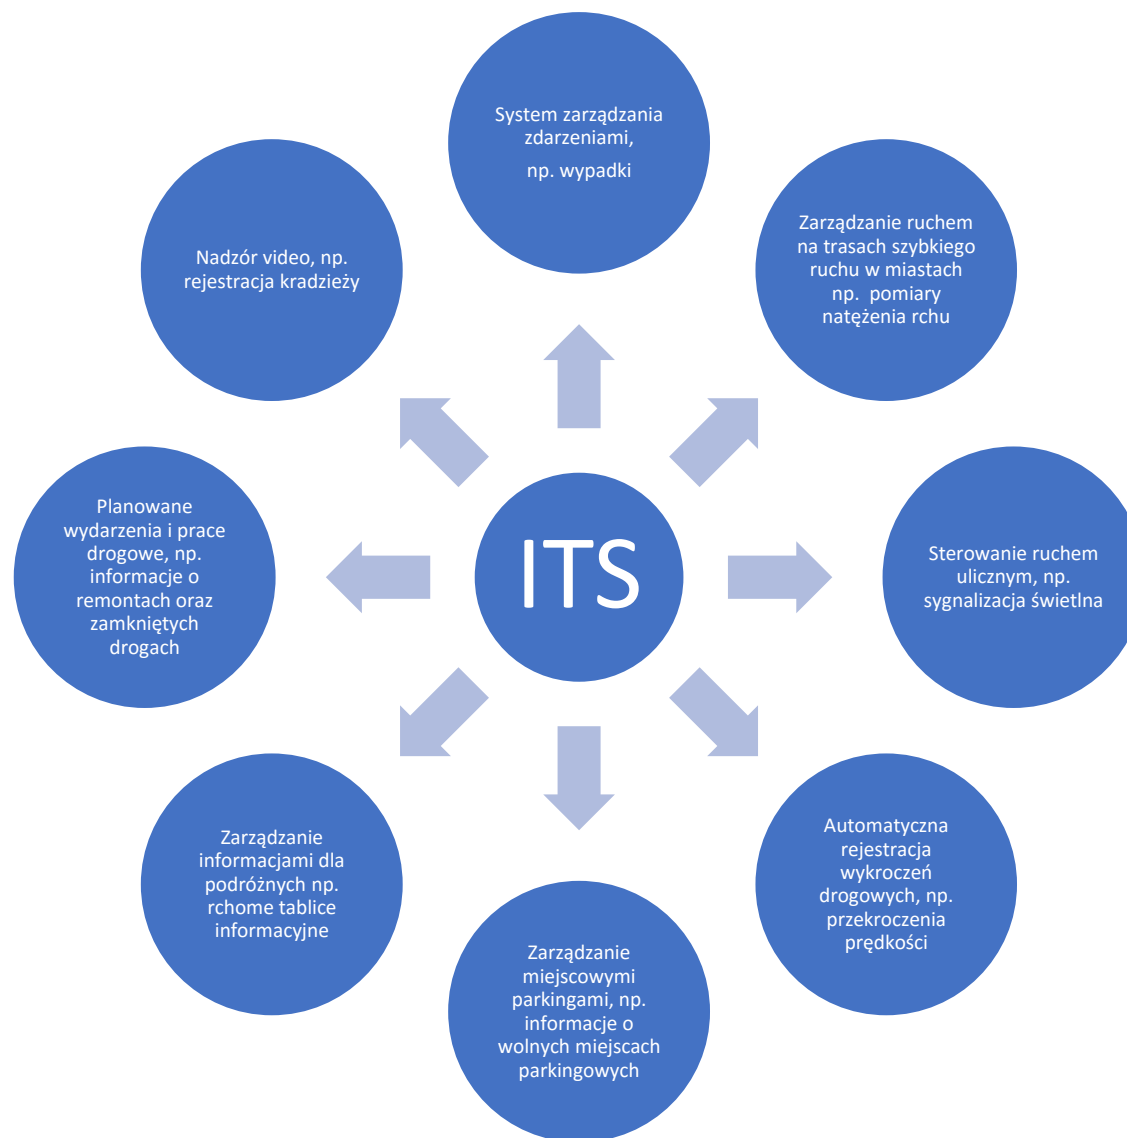 System zarządzania
zdarzeniami,
np. wypadki
Zarządzanie ruchem
na trasach szybkiego
ruchu w miastach
np.  pomiary
natężenia rchu
Sterowanie ruchem
ulicznym, np.
sygnalizacja świetlna
Automatyczna
rejestracja
wykroczeń
drogowych, np.
przekroczenia
prędkości
Zarządzanie
miejscowymi
parkingami, np.
informacje o
wolnych miejscach
parkingowych
Zarządzanie
informacjami dla
podróżnych np.
rchome tablice
informacyjne
Planowane
wydarzenia i prace
drogowe, np.
informacje o
remontach oraz
zamkniętych
drogach
Nadzór video, np.
rejestracja kradzieży
ITS